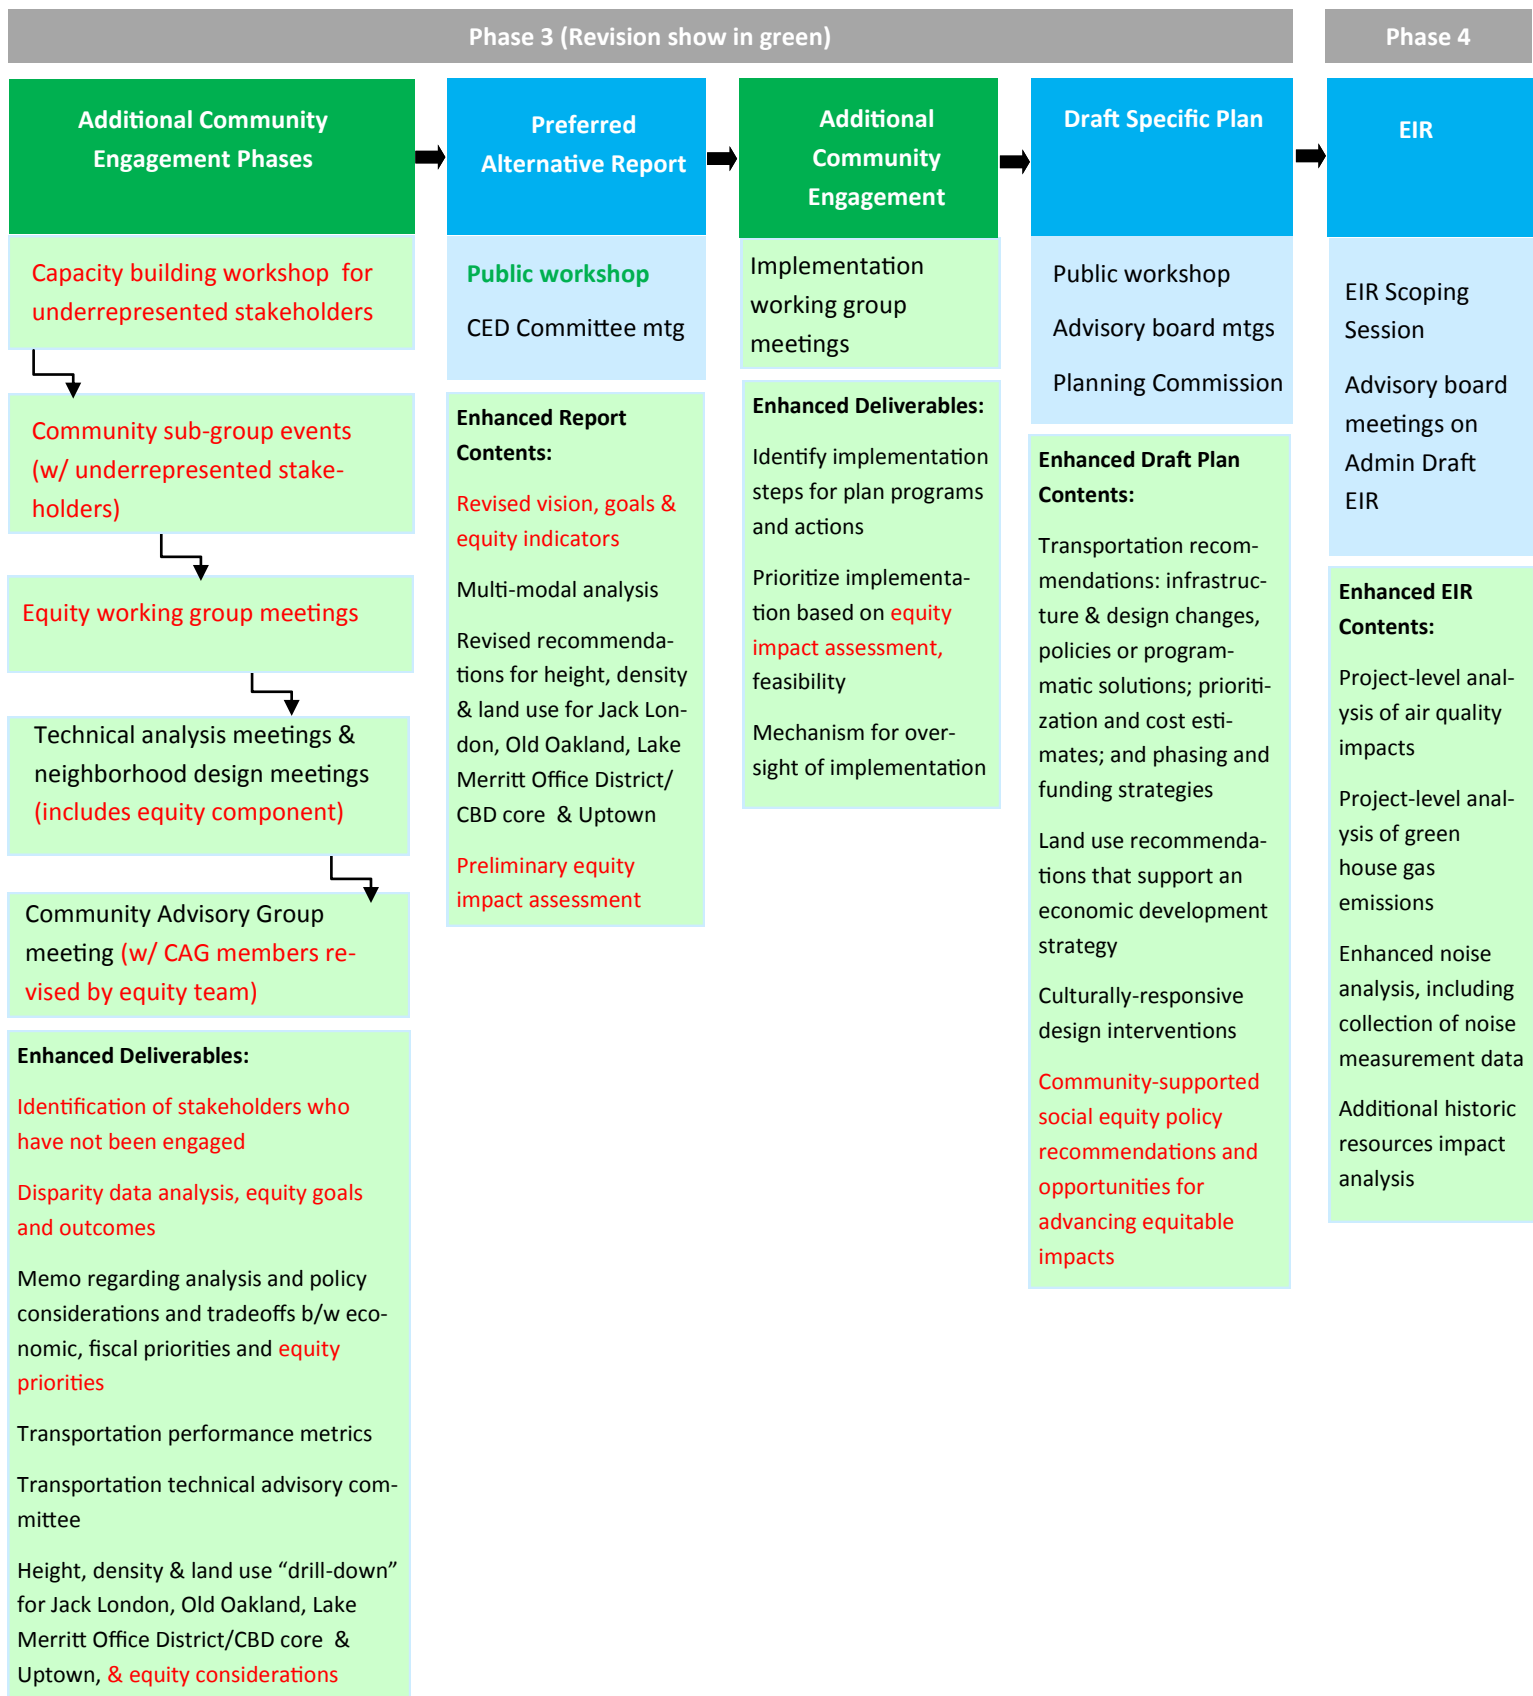 Phase 3 (Revision show in green)
Phase 4
Additional Community
Engagement Phases
Capacity building workshop for
underrepresented stakeholders
Community sub-group events
(w/ underrepresented stake-
holders)
Equity working group meetings
Technical analysis meetings &
neighborhood design meetings
(includes equity component)
Community Advisory Group
meeting (w/ CAG members re-
vised by equity team)
Enhanced Deliverables:
Identification of stakeholders who
have not been engaged
Disparity data analysis, equity goals
and outcomes
Memo regarding analysis and policy
considerations and tradeoffs b/w eco-
nomic, fiscal priorities and equity
priorities
Transportation performance metrics
Transportation technical advisory com-
mittee
Height, density & land use “drill-down”
for Jack London, Old Oakland, Lake
Merritt Office District/CBD core &
Uptown, & equity considerations
Preferred
Alternative Report
Public workshop
CED Committee mtg
Enhanced Report
Contents:
Revised vision, goals &
equity indicators
Multi-modal analysis
Revised recommenda-
tions for height, density
& land use for Jack Lon-
don, Old Oakland, Lake
Merritt Office District/
CBD core & Uptown
Preliminary equity
impact assessment
Additional
Community
Engagement
Implementation
working group
meetings
Enhanced Deliverables:
Identify implementation
steps for plan programs
and actions
Prioritize implementa-
tion based on equity
impact assessment,
feasibility
Mechanism for over-
sight of implementation
Draft Specific Plan
Public workshop
Advisory board mtgs
Planning Commission
Enhanced Draft Plan
Contents:
Transportation recom-
mendations: infrastruc-
ture & design changes,
policies or program-
matic solutions; prioriti-
zation and cost esti-
mates; and phasing and
funding strategies
Land use recommenda-
tions that support an
economic development
strategy
Culturally-responsive
design interventions
Community-supported
social equity policy
recommendations and
opportunities for
advancing equitable
impacts
EIR
EIR Scoping
Session
Advisory board
meetings on
Admin Draft
EIR
Enhanced EIR
Contents:
Project-level anal-
ysis of air quality
impacts
Project-level anal-
ysis of green
house gas
emissions
Enhanced noise
analysis, including
collection of noise
measurement data
Additional historic
resources impact
analysis